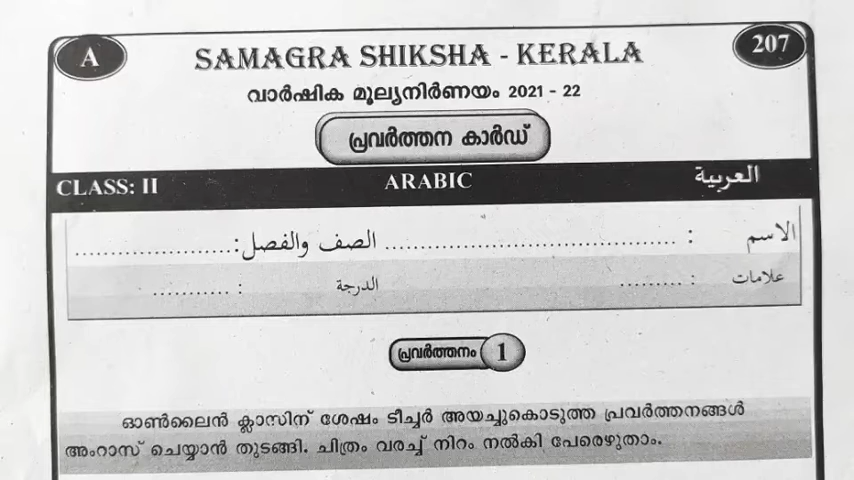 A
SAMAGRA SHIKSHA - KERALA
207
വാർഷിക മൂല്യനിർണയം 2021 - 22
പ്രവർത്തന കാർഡ്
CLASS: II ARABIC العربية
الاسم : ........................................ الصف والفصل: ......................
علامات : ......... الدرجة : ...........
പ്രവർത്തനം 1
ഓൺലൈൻ ക്ലാസിന് ശേഷം ടീച്ചർ അയച്ചുകൊടുത്ത പ്രവർത്തനങ്ങൾ
അംറാസ് ചെയ്യാൻ തുടങ്ങി. ചിത്രം വരച്ച് നിറം നൽകി പേരെഴുതാം.